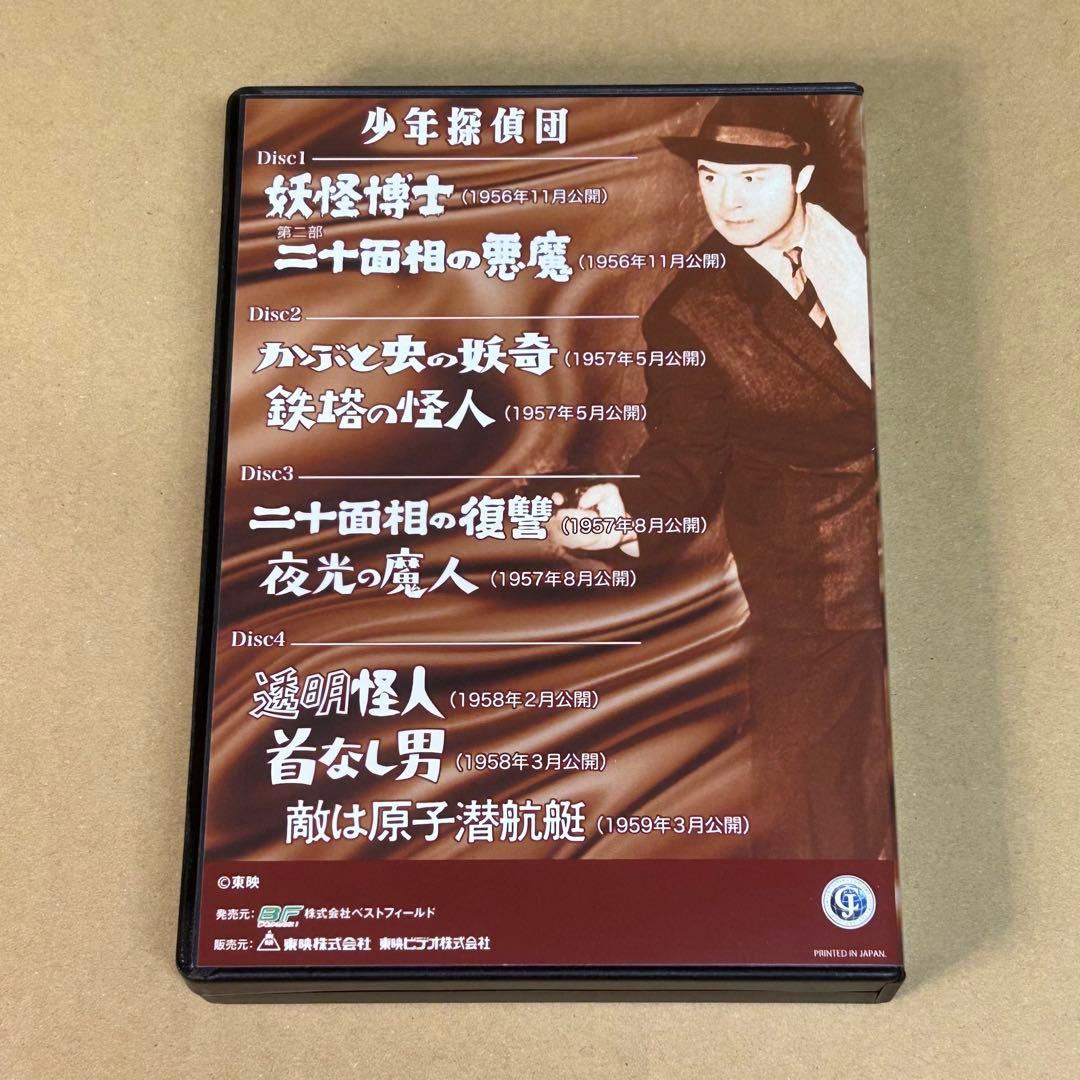 少年探偵団
Disc1
妖怪博士(1956年11月公開)
第二部
二十面相の悪魔(1956年11月公開)
Disc2
かぶと虫の妖奇(1957年5月公開)
鉄塔の怪人(1957年5月公開)
Disc3
二十面相の復讐(1957年8月公開)
夜光の魔人(1957年8月公開)
Disc4
透明怪人(1958年2月公開)
首なし男(1958年3月公開)
敵は原子潜航艇(1959年3月公開)
©東映
発売元: BF 株式会社ベストフィールド
販売元: 東映株式会社 東映ビデオ株式会社
PRINTED IN JAPAN.